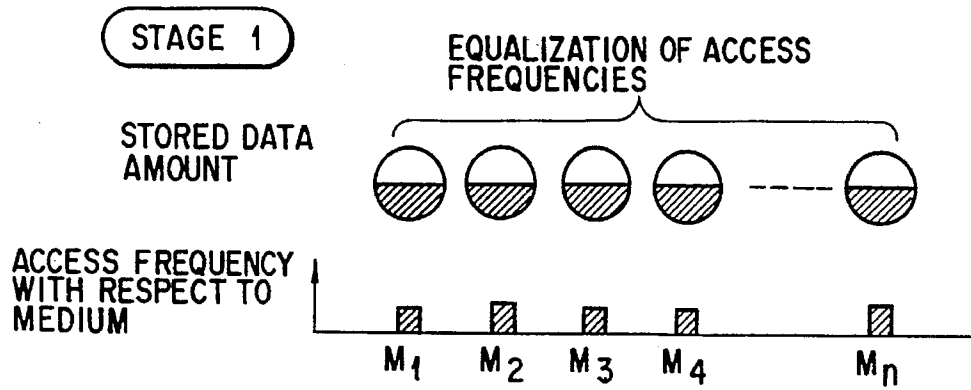 STAGE 1
EQUALIZATION OF ACCESS
FREQUENCIES
STORED DATA
AMOUNT
ACCESS FREQUENCY
WITH RESPECT TO
MEDIUM
M1 M2 M3 M4 Mn